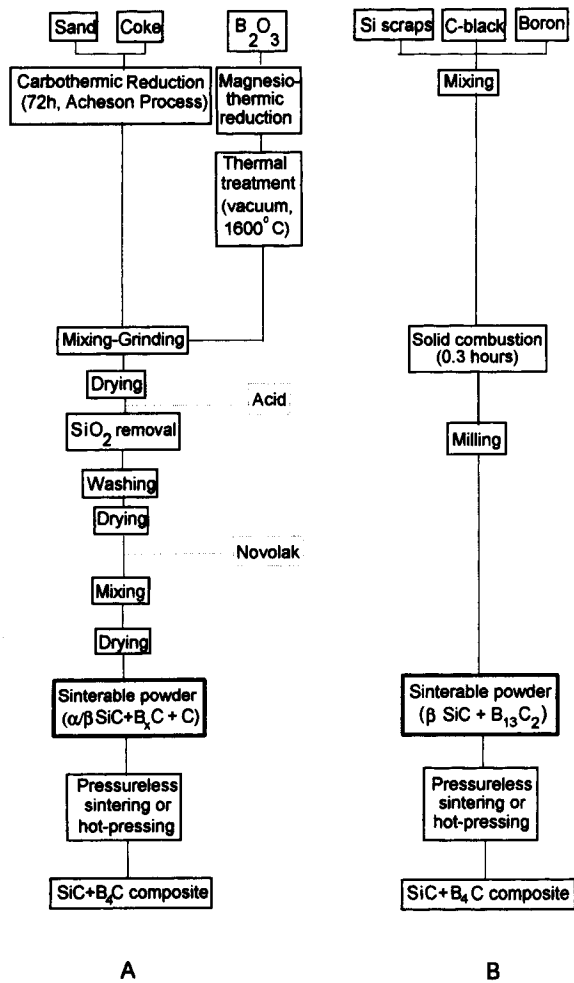 Sand
Coke
B2O3
Carbothermic Reduction
(72h, Acheson Process)
Magnesio-
thermic
reduction
Thermal
treatment
(vacuum,
1600°C)
Mixing-Grinding
Drying
Acid
SiO2 removal
Washing
Drying
Novolak
Mixing
Drying
Sinterable powder
(α/β SiC+BxC + C)
Pressureless
sintering or
hot-pressing
SiC+B4C composite
A
Si scraps
C-black
Boron
Mixing
Solid combustion
(0.3 hours)
Milling
Sinterable powder
(β SiC + B13C2)
Pressureless
sintering or
hot-pressing
SiC+B4C composite
B